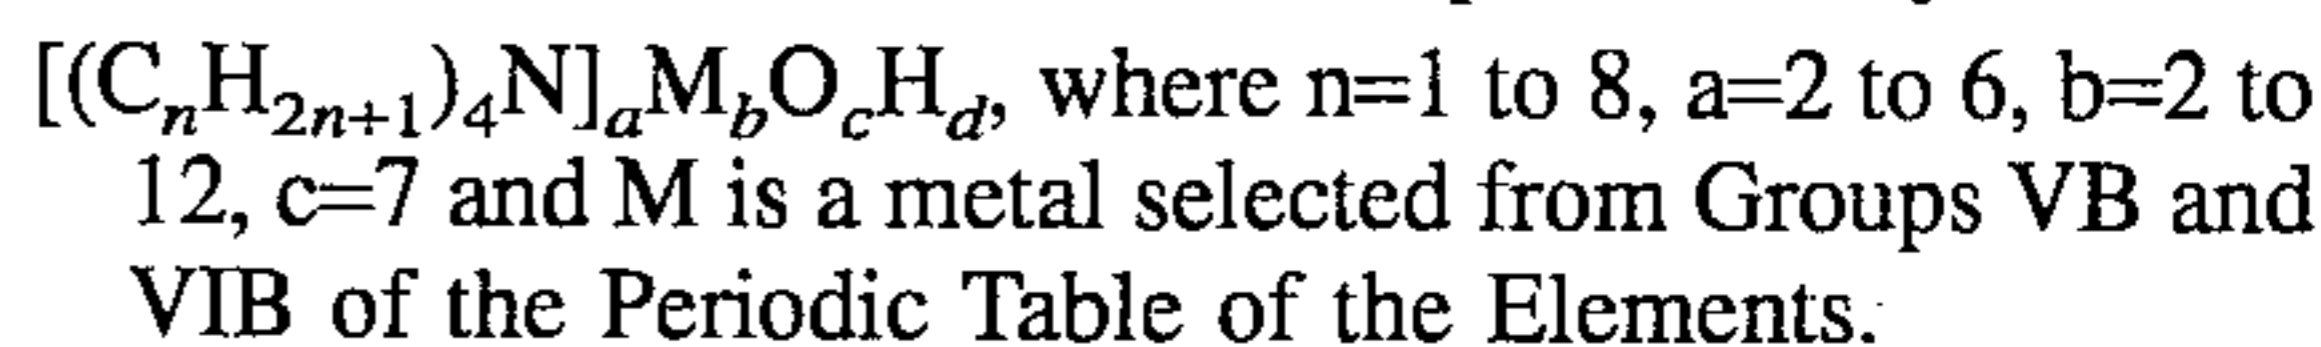 [(CₙH₂ₙ₊₁)₄N]ₐM_bO_cH_d, where n=1 to 8, a=2 to 6, b=2 to
12, c=7 and M is a metal selected from Groups VB and
VIB of the Periodic Table of the Elements.